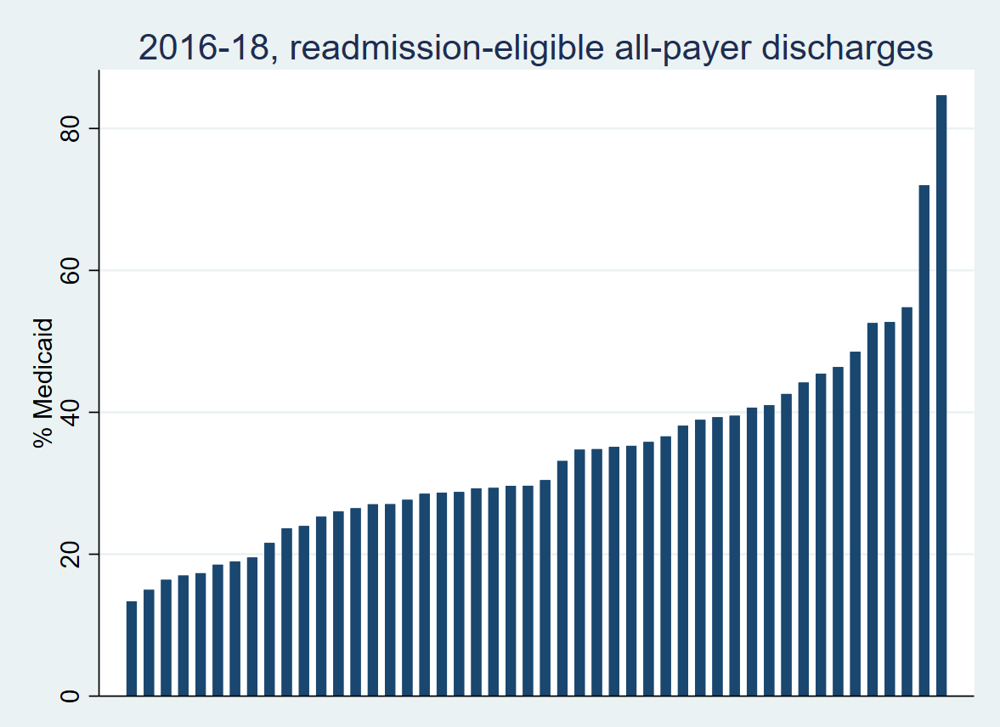 2016-18, readmission-eligible all-payer discharges
% Medicaid
80
60
40
20
0